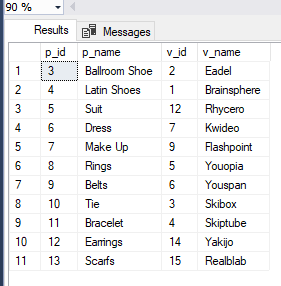 90 %
Results Messages
p_id p_name v_id v_name
1 3 Ballroom Shoe 2 Eadel
2 4 Latin Shoes 1 Brainsphere
3 5 Suit 12 Rhycero
4 6 Dress 7 Kwideo
5 7 Make Up 9 Flashpoint
6 8 Rings 5 Youopia
7 9 Belts 6 Youspan
8 10 Tie 3 Skibox
9 11 Bracelet 4 Skiptube
10 12 Earrings 14 Yakijo
11 13 Scarfs 15 Realblab